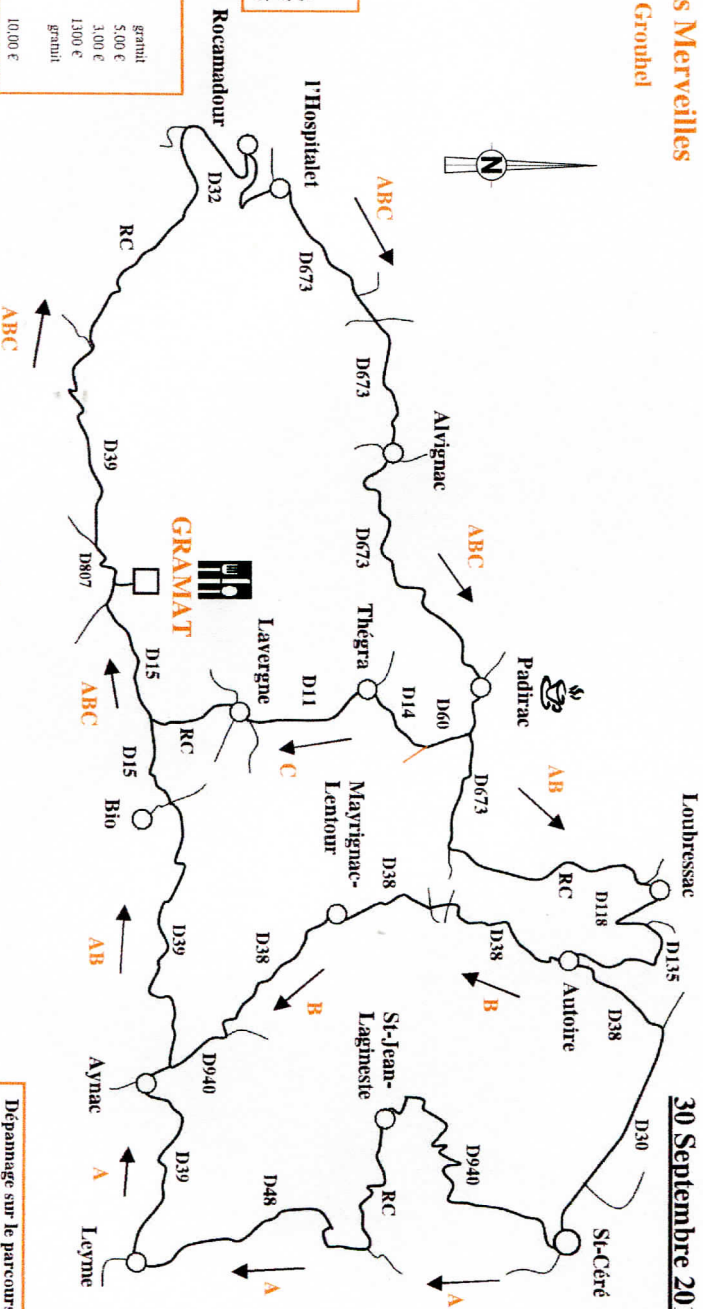 s Merveilles
Grouhel
30 Septembre
N
gratuit
5.00 €
3.00 €
1300 €
gratuit
10.00 €
Rocamadour
l'Hospitalet
D32
RC
ABC
D673
ABC
D673
Alvignac
D673
ABC
Padirac
Thégra
D14
D60
D673
AB
Loubressac
RC
D118
D135
Autoire
D38
D30
St-Céré
D940
St-Jean-
Lagineste
RC
A
A
D48
Leyme
D39
A
Aynac
D940
D38
B
B
D38
D38
Mayrignac-
Lentour
D39
AB
Bio
D15
ABC
D15
RC
Lavergne
D11
C
GRAMAT
D807
D39
Dépannage sur le parcours